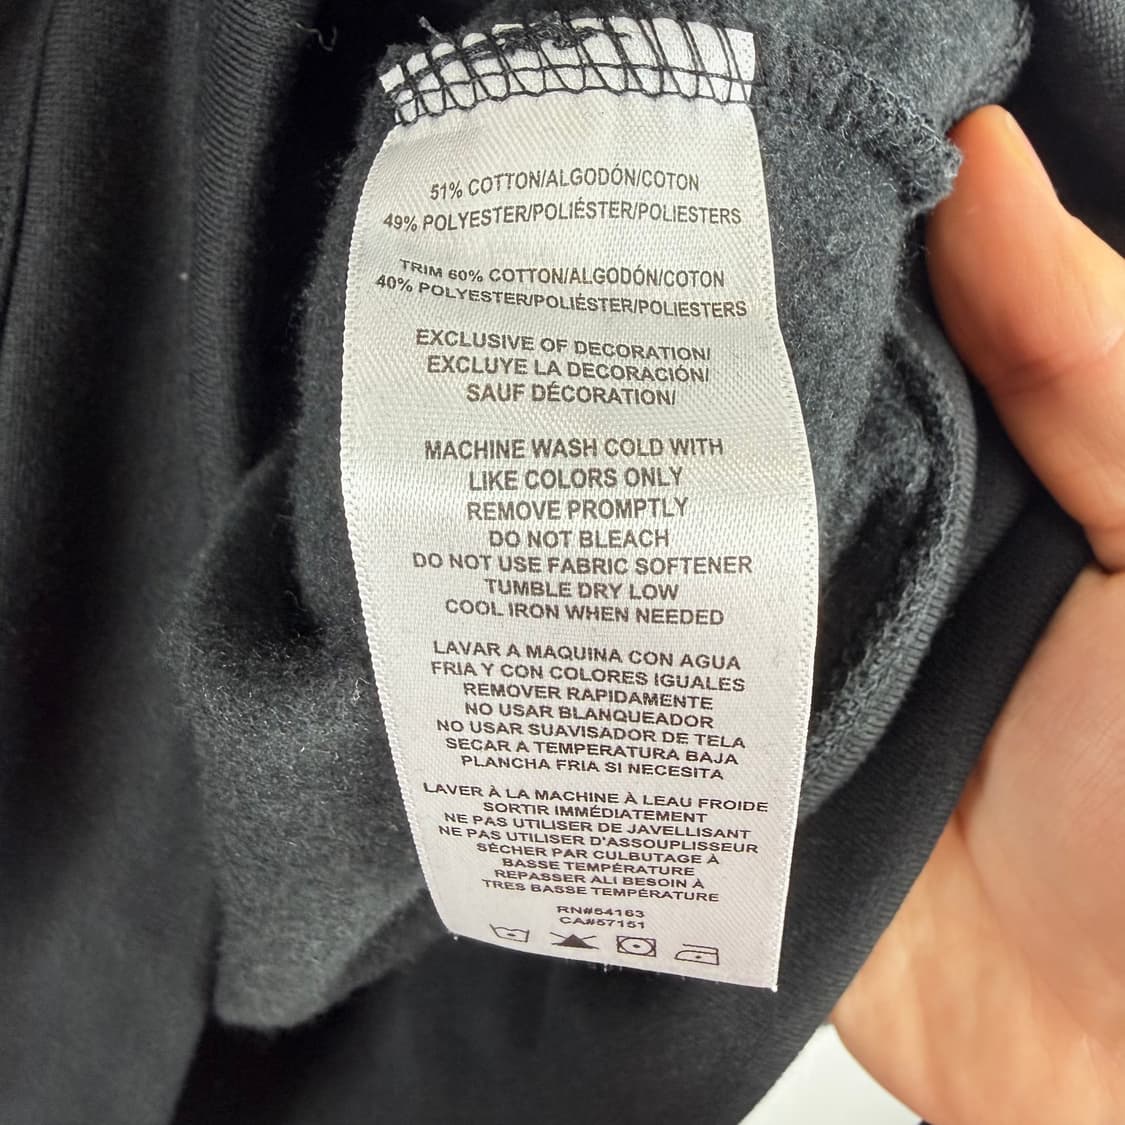 51% COTTON/ALGODÓN/COTON
49% POLYESTER/POLIÉSTER/POLIESTERS
TRIM 60% COTTON/ALGODÓN/COTON
40% POLYESTER/POLIÉSTER/POLIESTERS
EXCLUSIVE OF DECORATION/
EXCLUYE LA DECORACIÓN/
SAUF DÉCORATION/
MACHINE WASH COLD WITH
LIKE COLORS ONLY
REMOVE PROMPTLY
DO NOT BLEACH
DO NOT USE FABRIC SOFTENER
TUMBLE DRY LOW
COOL IRON WHEN NEEDED
LAVAR A MAQUINA CON AGUA
FRIA Y CON COLORES IGUALES
REMOVER RAPIDAMENTE
NO USAR BLANQUEADOR
NO USAR SUAVISADOR DE TELA
SECAR A TEMPERATURA BAJA
PLANCHA FRIA SI NECESITA
LAVER À LA MACHINE À LEAU FROIDE
SORTIR IMMÉDIATEMENT
NE PAS UTILISER DE JAVELLISANT
NE PAS UTILISER D'ASSOUPLISSEUR
SÉCHER PAR CULBUTAGE À
BASSE TEMPÉRATURE
REPASSER ALI BESOIN À
TRES BASSE TEMPÉRATURE
RN#54163
CA#57151